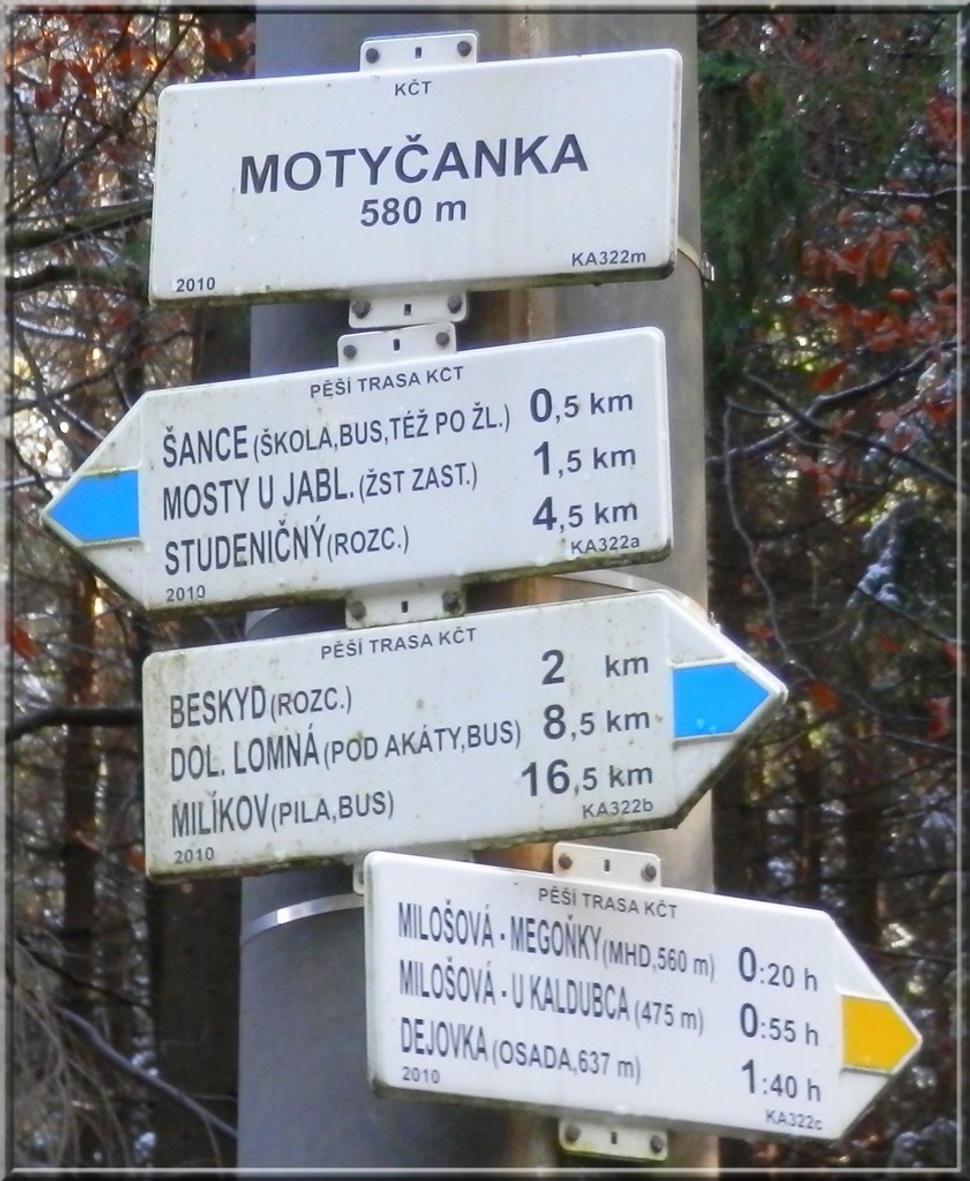 KČT
MOTYČANKA
580 m
2010 KA322m
PĚŠÍ TRASA KČT
ŠANCE (ŠKOLA,BUS,TÉŽ PO ŽL.) 0,5 km
MOSTY U JABL. (ŽST ZAST.) 1,5 km
STUDENIČNÝ (ROZC.) 4,5 km
2010 KA322a
PĚŠÍ TRASA KČT
BESKYD (ROZC.) 2 km
DOL. LOMNÁ (POD AKÁTY,BUS) 8,5 km
MILÍKOV (PILA,BUS) 16,5 km
2010 KA322b
PĚŠÍ TRASA KČT
MILOŠOVÁ - MEGOŇKY (MHD,560 m) 0:20 h
MILOŠOVÁ - U KALDUBCA (475 m) 0:55 h
DEJOVKA (OSADA,637 m) 1:40 h
2010 KA322c